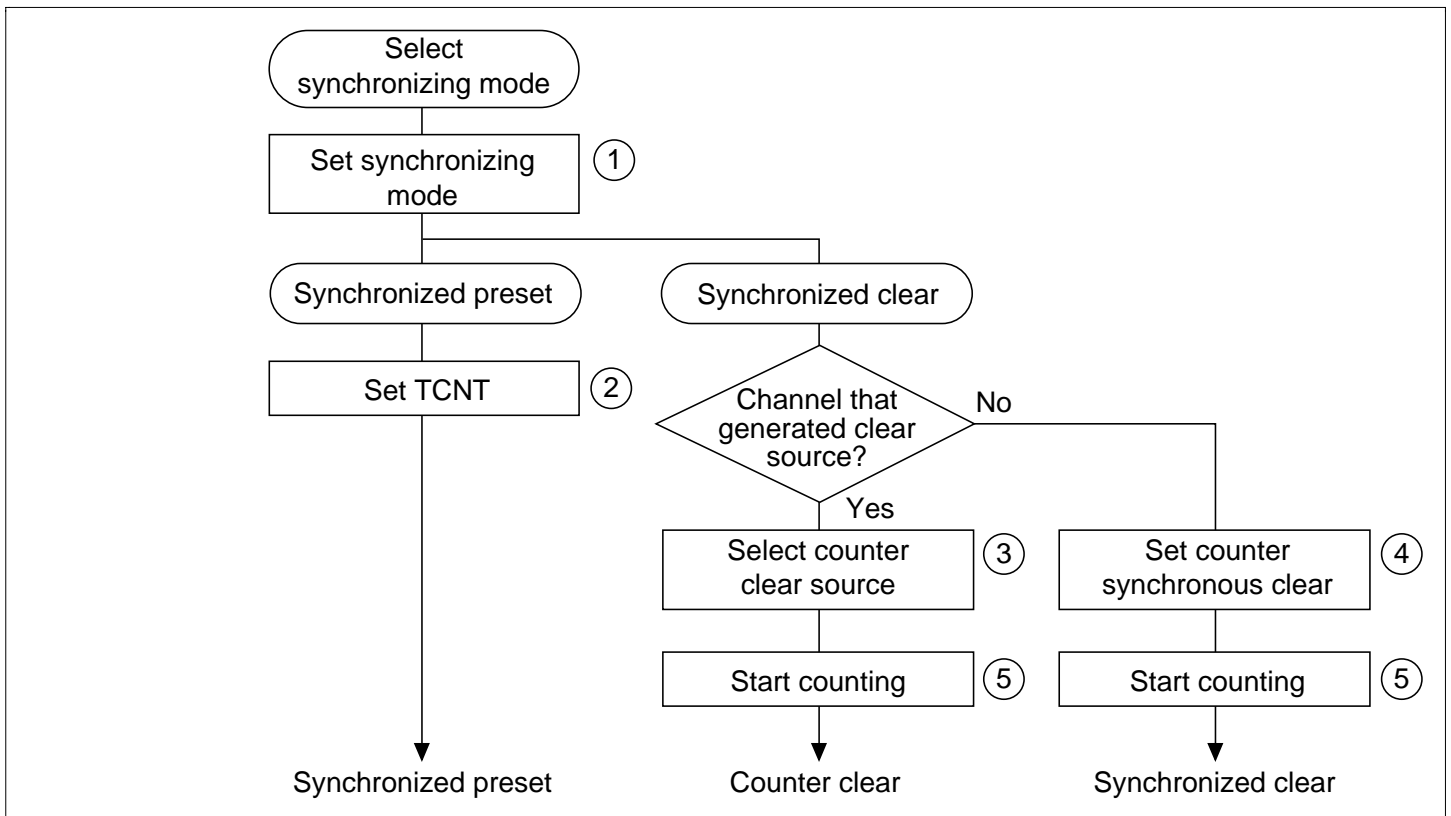 Select
synchronizing mode
Set synchronizing
mode
1
Synchronized preset
Synchronized clear
Set TCNT
2
Channel that
generated clear
source?
No
Yes
Select counter
clear source
3
Set counter
synchronous clear
4
Start counting
5
Start counting
5
Synchronized preset
Counter clear
Synchronized clear